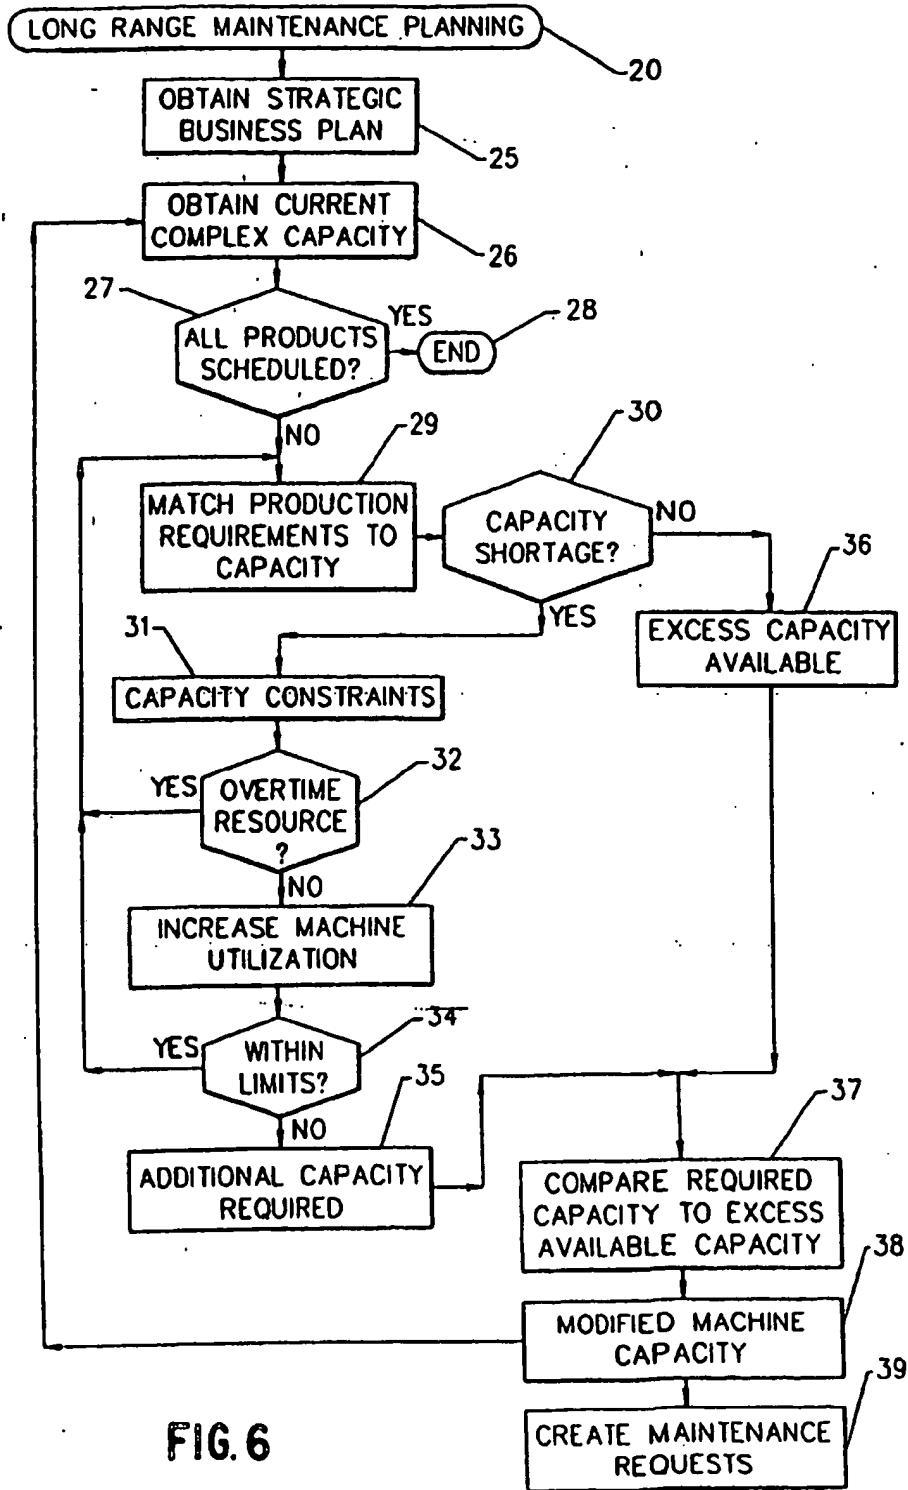 LONG RANGE MAINTENANCE PLANNING
20
OBTAIN STRATEGIC
BUSINESS PLAN
25
OBTAIN CURRENT
COMPLEX CAPACITY
26
27
ALL PRODUCTS
SCHEDULED?
YES
END
28
NO
29
MATCH PRODUCTION
REQUIREMENTS TO
CAPACITY
30
CAPACITY
SHORTAGE?
NO
YES
36
EXCESS CAPACITY
AVAILABLE
31
CAPACITY CONSTRAINTS
32
YES
OVERTIME
RESOURCE
?
NO
33
INCREASE MACHINE
UTILIZATION
34
YES
WITHIN
LIMITS?
NO
35
ADDITIONAL CAPACITY
REQUIRED
37
COMPARE REQUIRED
CAPACITY TO EXCESS
AVAILABLE CAPACITY
38
MODIFIED MACHINE
CAPACITY
39
CREATE MAINTENANCE
REQUESTS
FIG. 6